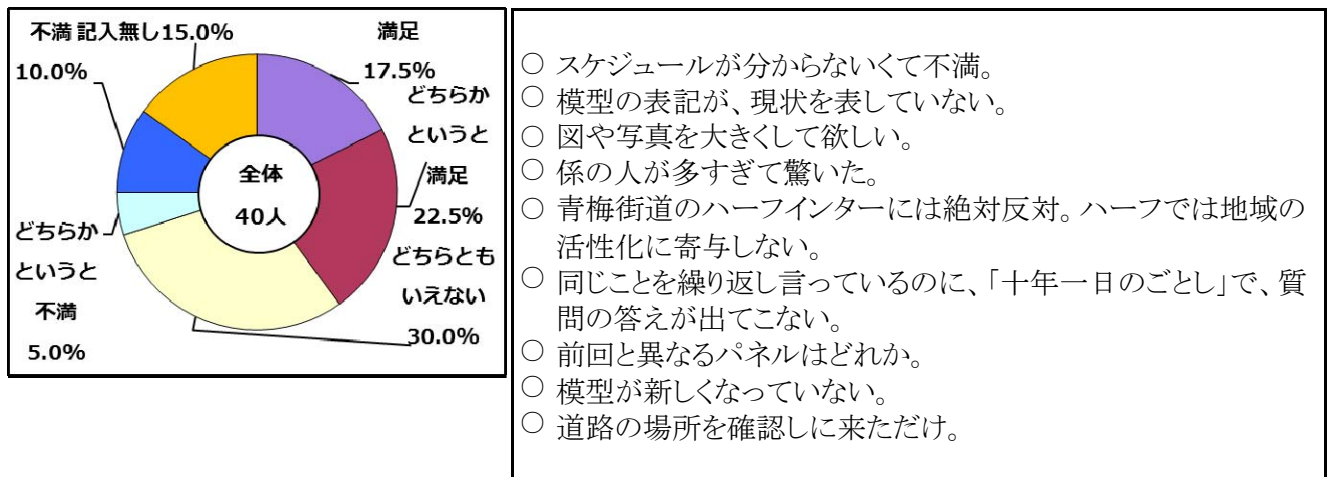 不満 記入無し15.0%
10.0%
満足
17.5%
どちらか
というと
満足
22.5%
どちらとも
いえない
30.0%
どちらか
というと
不満
5.0%
全体
40人
○ スケジュールが分からないくて不満。
○ 模型の表記が、現状を表していない。
○ 図や写真を大きくして欲しい。
○ 係の人が多すぎて驚いた。
○ 青梅街道のハーフインターには絶対反対。ハーフでは地域の
活性化に寄与しない。
○ 同じことを繰り返し言っているのに、「十年一日のごとし」で、質
問の答えが出てこない。
○ 前回と異なるパネルはどれか。
○ 模型が新しくなっていない。
○ 道路の場所を確認しに来ただけ。